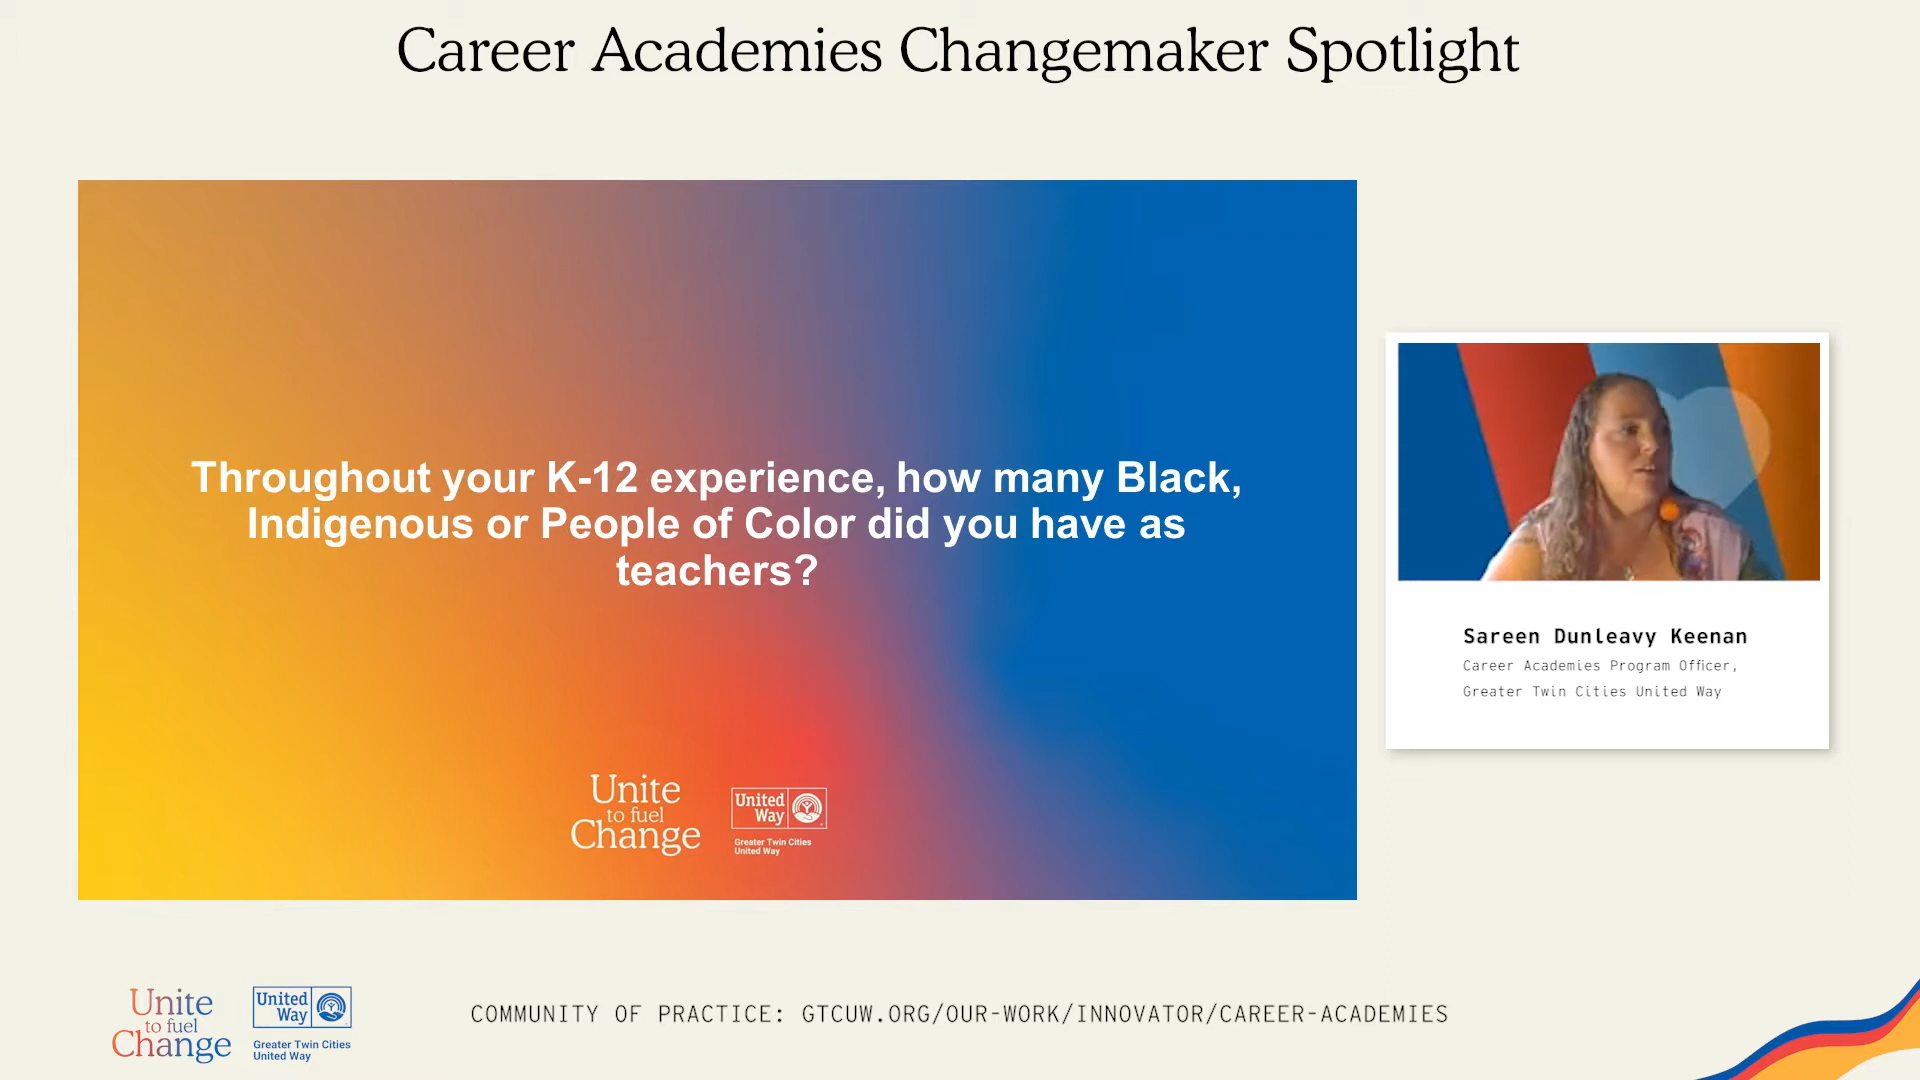 Career Academies Changemaker Spotlight
Throughout your K-12 experience, how many Black,
Indigenous or People of Color did you have as
teachers?
Unite
to fuel
Change
United
Way
Greater Twin Cities
United Way
Sareen Dunleavy Keenan
Career Academies Program Officer,
Greater Twin Cities United Way
Unite
to fuel
Change
United
Way
Greater Twin Cities
United Way
COMMUNITY OF PRACTICE: GTCUW.ORG/OUR-WORK/INNOVATOR/CAREER-ACADEMIES